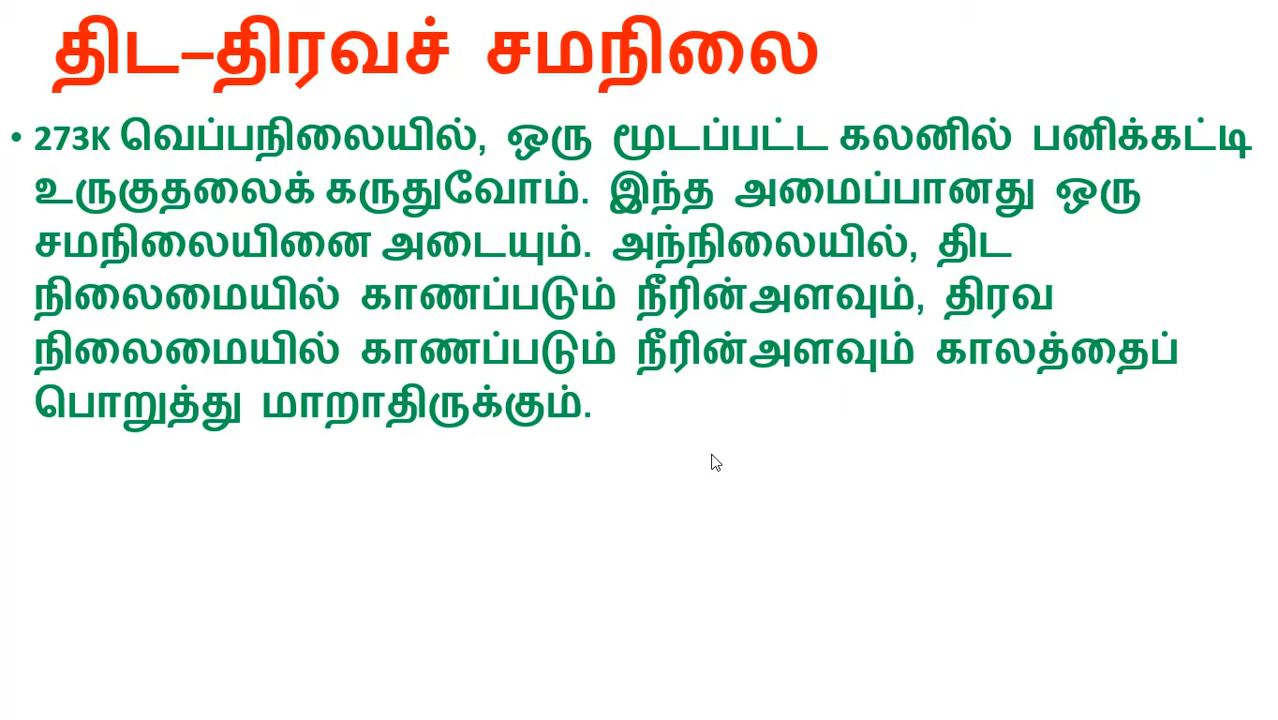 திட–திரவச் சமநிலை
• 273K வெப்பநிலையில், ஒரு மூடப்பட்ட கலனில் பனிக்கட்டி
உருகுதலைக் கருதுவோம். இந்த அமைப்பானது ஒரு
சமநிலையினை அடையும். அந்நிலையில், திட
நிலைமையில் காணப்படும் நீரின்அளவும், திரவ
நிலைமையில் காணப்படும் நீரின்அளவும் காலத்தைப்
பொறுத்து மாறாதிருக்கும்.